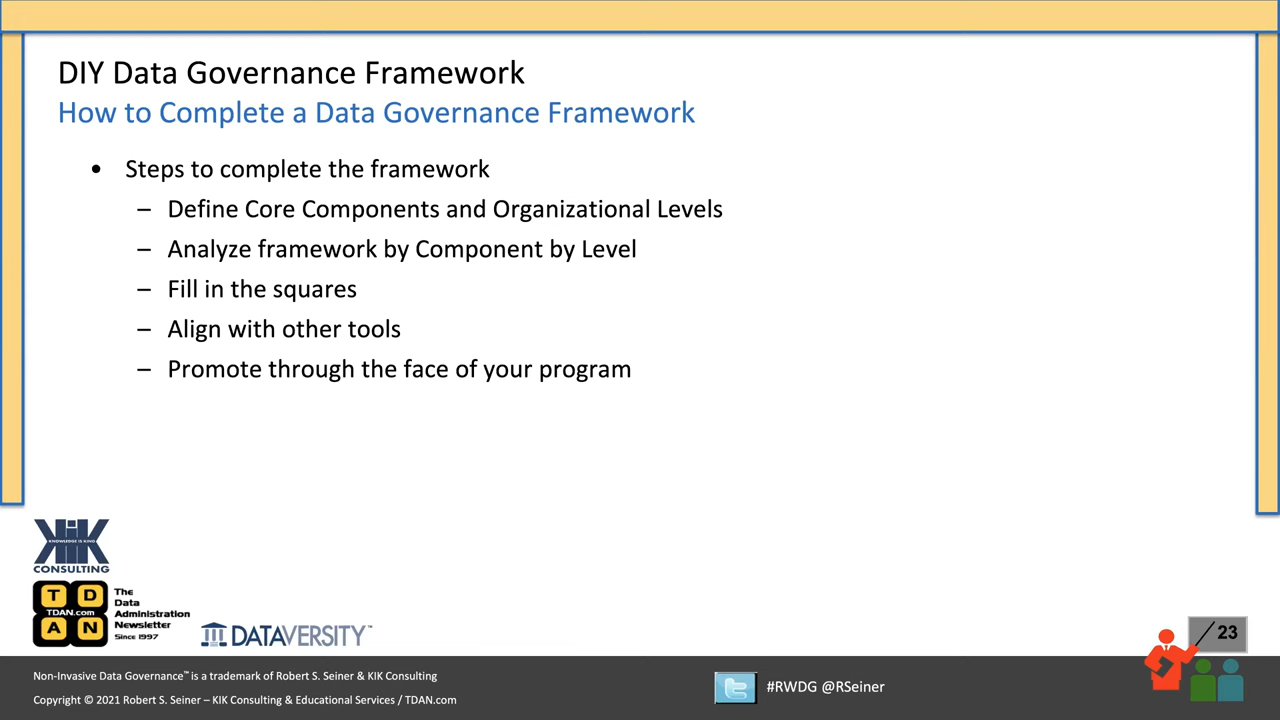 DIY Data Governance Framework
How to Complete a Data Governance Framework
• Steps to complete the framework
– Define Core Components and Organizational Levels
– Analyze framework by Component by Level
– Fill in the squares
– Align with other tools
– Promote through the face of your program
KIK
KNOWLEDGE IS KING
CONSULTING
T D
TDAN.com
A N
The
Data
Administration
Newsletter
Since 1997
DATAVERSITY™
23
Non-Invasive Data Governance™ is a trademark of Robert S. Seiner & KIK Consulting
Copyright © 2021 Robert S. Seiner – KIK Consulting & Educational Services / TDAN.com
#RWDG @RSeiner